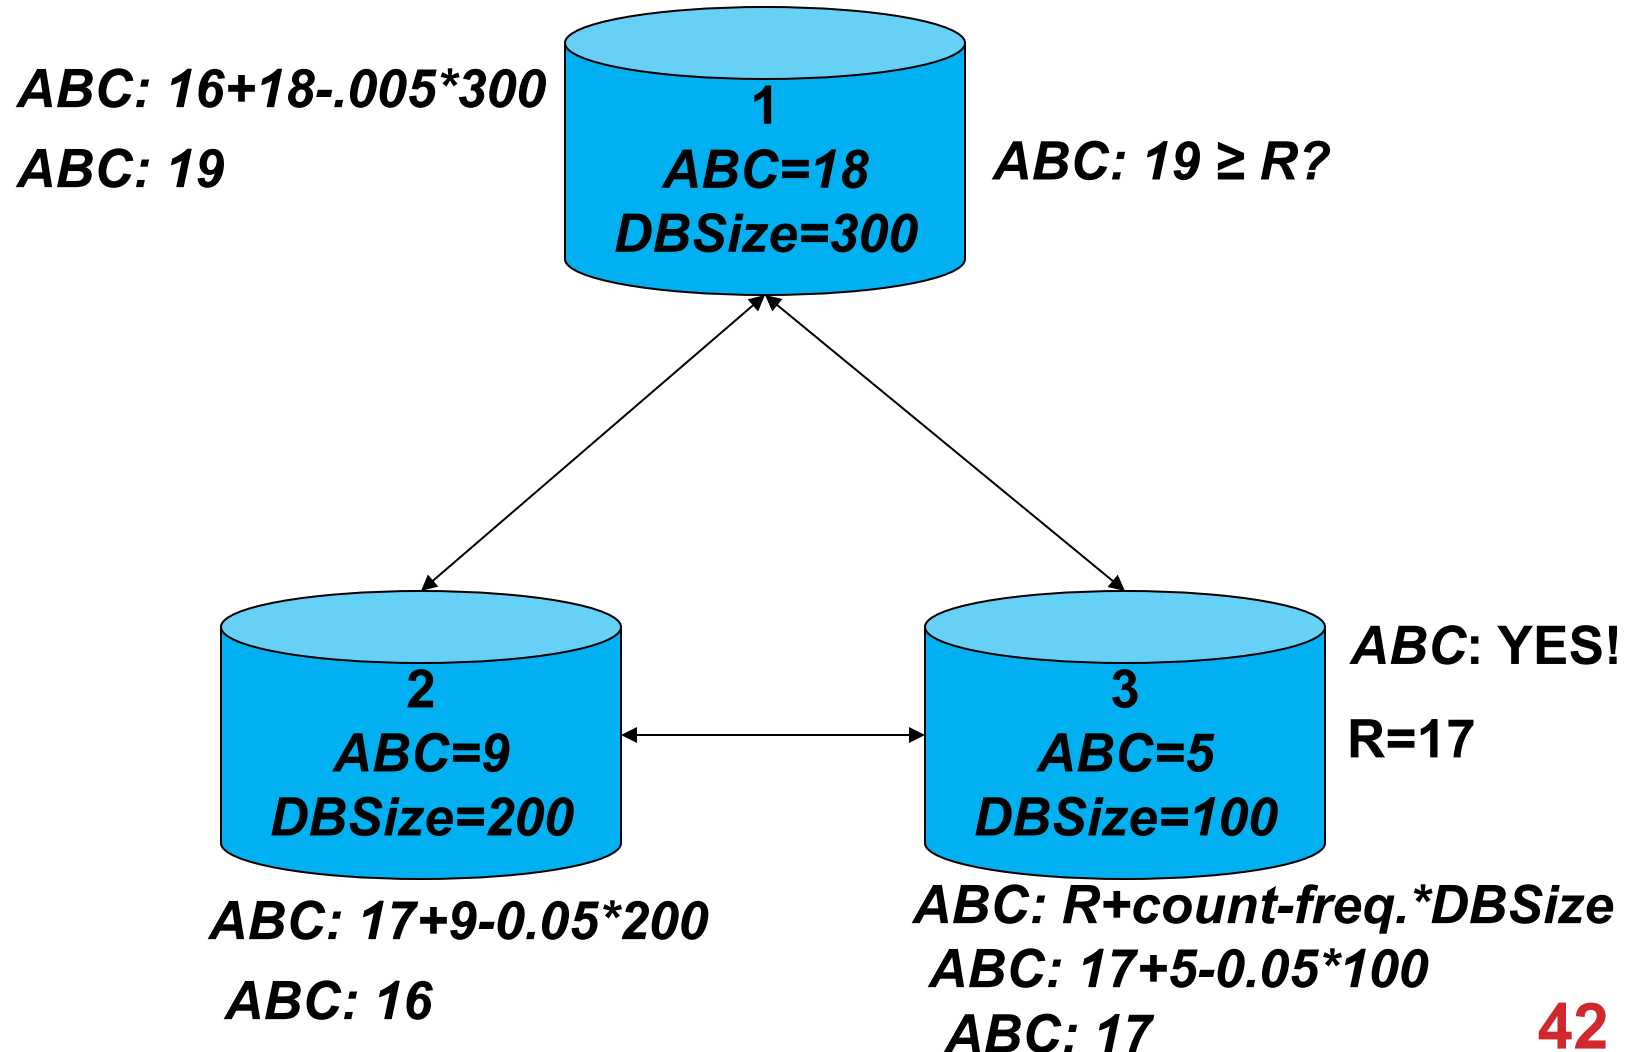 ABC: 16+18-.005*300
ABC: 19
1
ABC=18
DBSize=300
ABC: 19 ≥ R?
2
ABC=9
DBSize=200
3
ABC=5
DBSize=100
ABC: YES!
R=17
ABC: 17+9-0.05*200
ABC: 16
ABC: R+count-freq.*DBSize
ABC: 17+5-0.05*100
ABC: 17
42